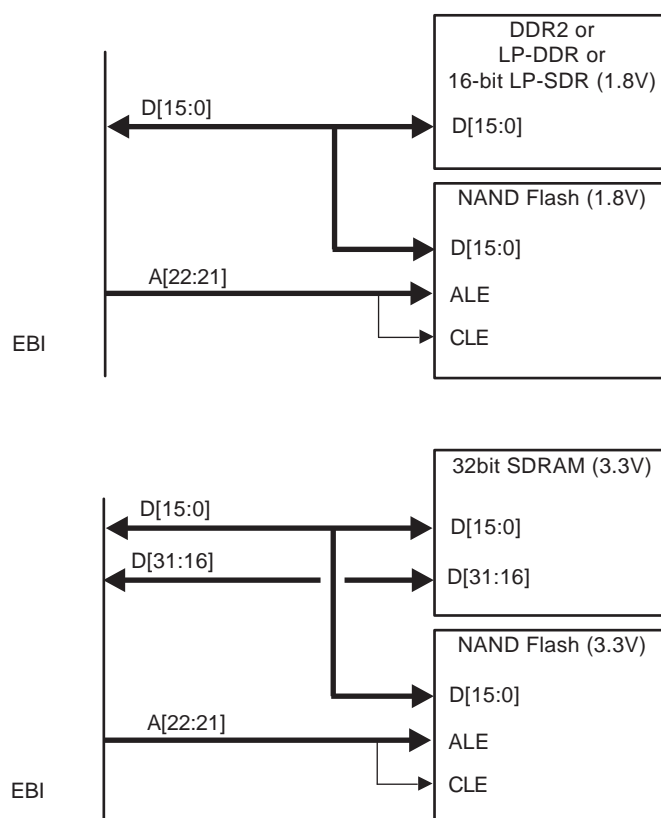 DDR2 or
LP-DDR or
16-bit LP-SDR (1.8V)
D[15:0]
D[15:0]
NAND Flash (1.8V)
D[15:0]
A[22:21]
ALE
EBI
CLE
32bit SDRAM (3.3V)
D[15:0]
D[15:0]
D[31:16]
D[31:16]
NAND Flash (3.3V)
D[15:0]
A[22:21]
ALE
EBI
CLE